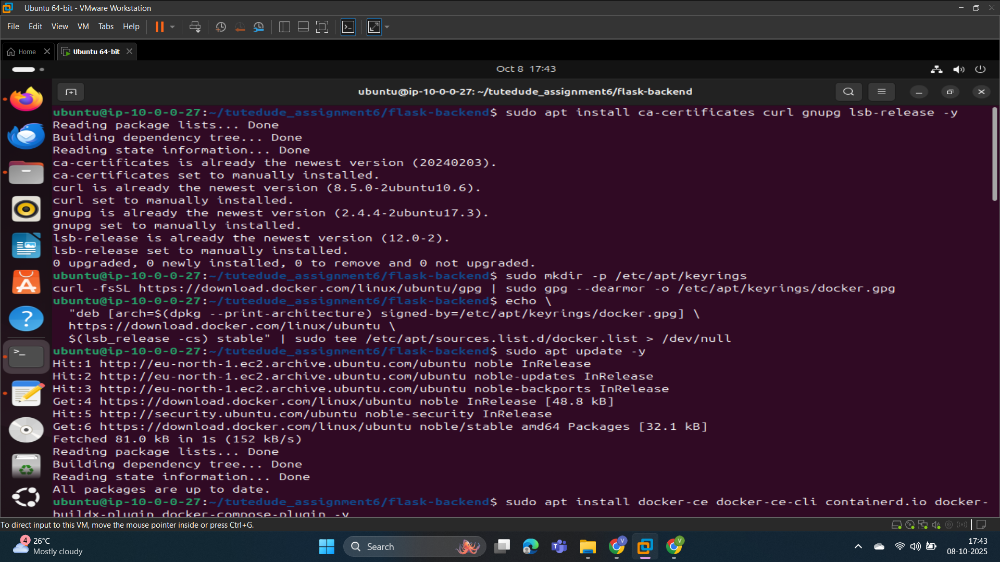 Ubuntu 64-bit - VMware Workstation
File Edit View VM Tabs Help
Home
Ubuntu 64-bit
Oct 8 17:43
ubuntu@ip-10-0-0-27: ~/tutedude_assignment6/flask-backend
ubuntu@ip-10-0-0-27:~/tutedude_assignment6/flask-backend$ sudo apt install ca-certificates curl gnupg lsb-release -y
Reading package lists... Done
Building dependency tree... Done
Reading state information... Done
ca-certificates is already the newest version (20240203).
ca-certificates set to manually installed.
curl is already the newest version (8.5.0-2ubuntu10.6).
curl set to manually installed.
gnupg is already the newest version (2.4.4-2ubuntu17.3).
gnupg set to manually installed.
lsb-release is already the newest version (12.0-2).
lsb-release set to manually installed.
0 upgraded, 0 newly installed, 0 to remove and 0 not upgraded.
ubuntu@ip-10-0-0-27:~/tutedude_assignment6/flask-backend$ sudo mkdir -p /etc/apt/keyrings
curl -fsSL https://download.docker.com/linux/ubuntu/gpg | sudo gpg --dearmor -o /etc/apt/keyrings/docker.gpg
ubuntu@ip-10-0-0-27:~/tutedude_assignment6/flask-backend$ echo \
  "deb [arch=$(dpkg --print-architecture) signed-by=/etc/apt/keyrings/docker.gpg] \
  https://download.docker.com/linux/ubuntu \
  $(lsb_release -cs) stable" | sudo tee /etc/apt/sources.list.d/docker.list > /dev/null
ubuntu@ip-10-0-0-27:~/tutedude_assignment6/flask-backend$ sudo apt update -y
Hit:1 http://eu-north-1.ec2.archive.ubuntu.com/ubuntu noble InRelease
Hit:2 http://eu-north-1.ec2.archive.ubuntu.com/ubuntu noble-updates InRelease
Hit:3 http://eu-north-1.ec2.archive.ubuntu.com/ubuntu noble-backports InRelease
Get:4 https://download.docker.com/linux/ubuntu noble InRelease [48.8 kB]
Hit:5 http://security.ubuntu.com/ubuntu noble-security InRelease
Get:6 https://download.docker.com/linux/ubuntu noble/stable amd64 Packages [32.1 kB]
Fetched 81.0 kB in 1s (152 kB/s)
Reading package lists... Done
Building dependency tree... Done
Reading state information... Done
All packages are up to date.
ubuntu@ip-10-0-0-27:~/tutedude_assignment6/flask-backend$ sudo apt install docker-ce docker-ce-cli containerd.io docker-
buildx-plugin docker-compose-plugin -y
To direct input to this VM, move the mouse pointer inside or press Ctrl+G.
4
26°C
Mostly cloudy
Search
V
V
17:43
08-10-2025